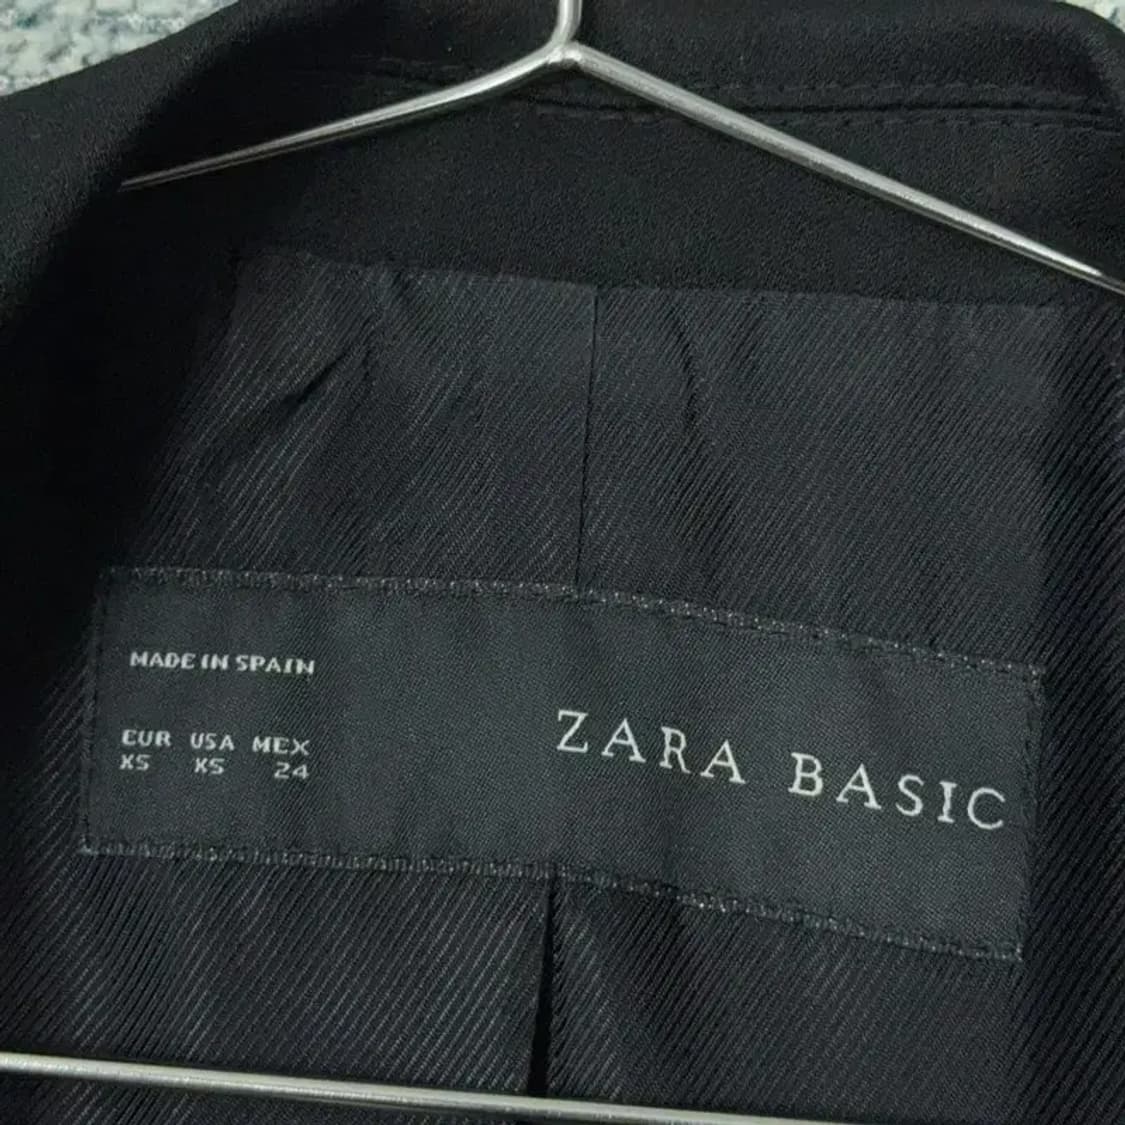 MADE IN SPAIN
EUR USA MEX
XS XS 24
ZARA BASIC